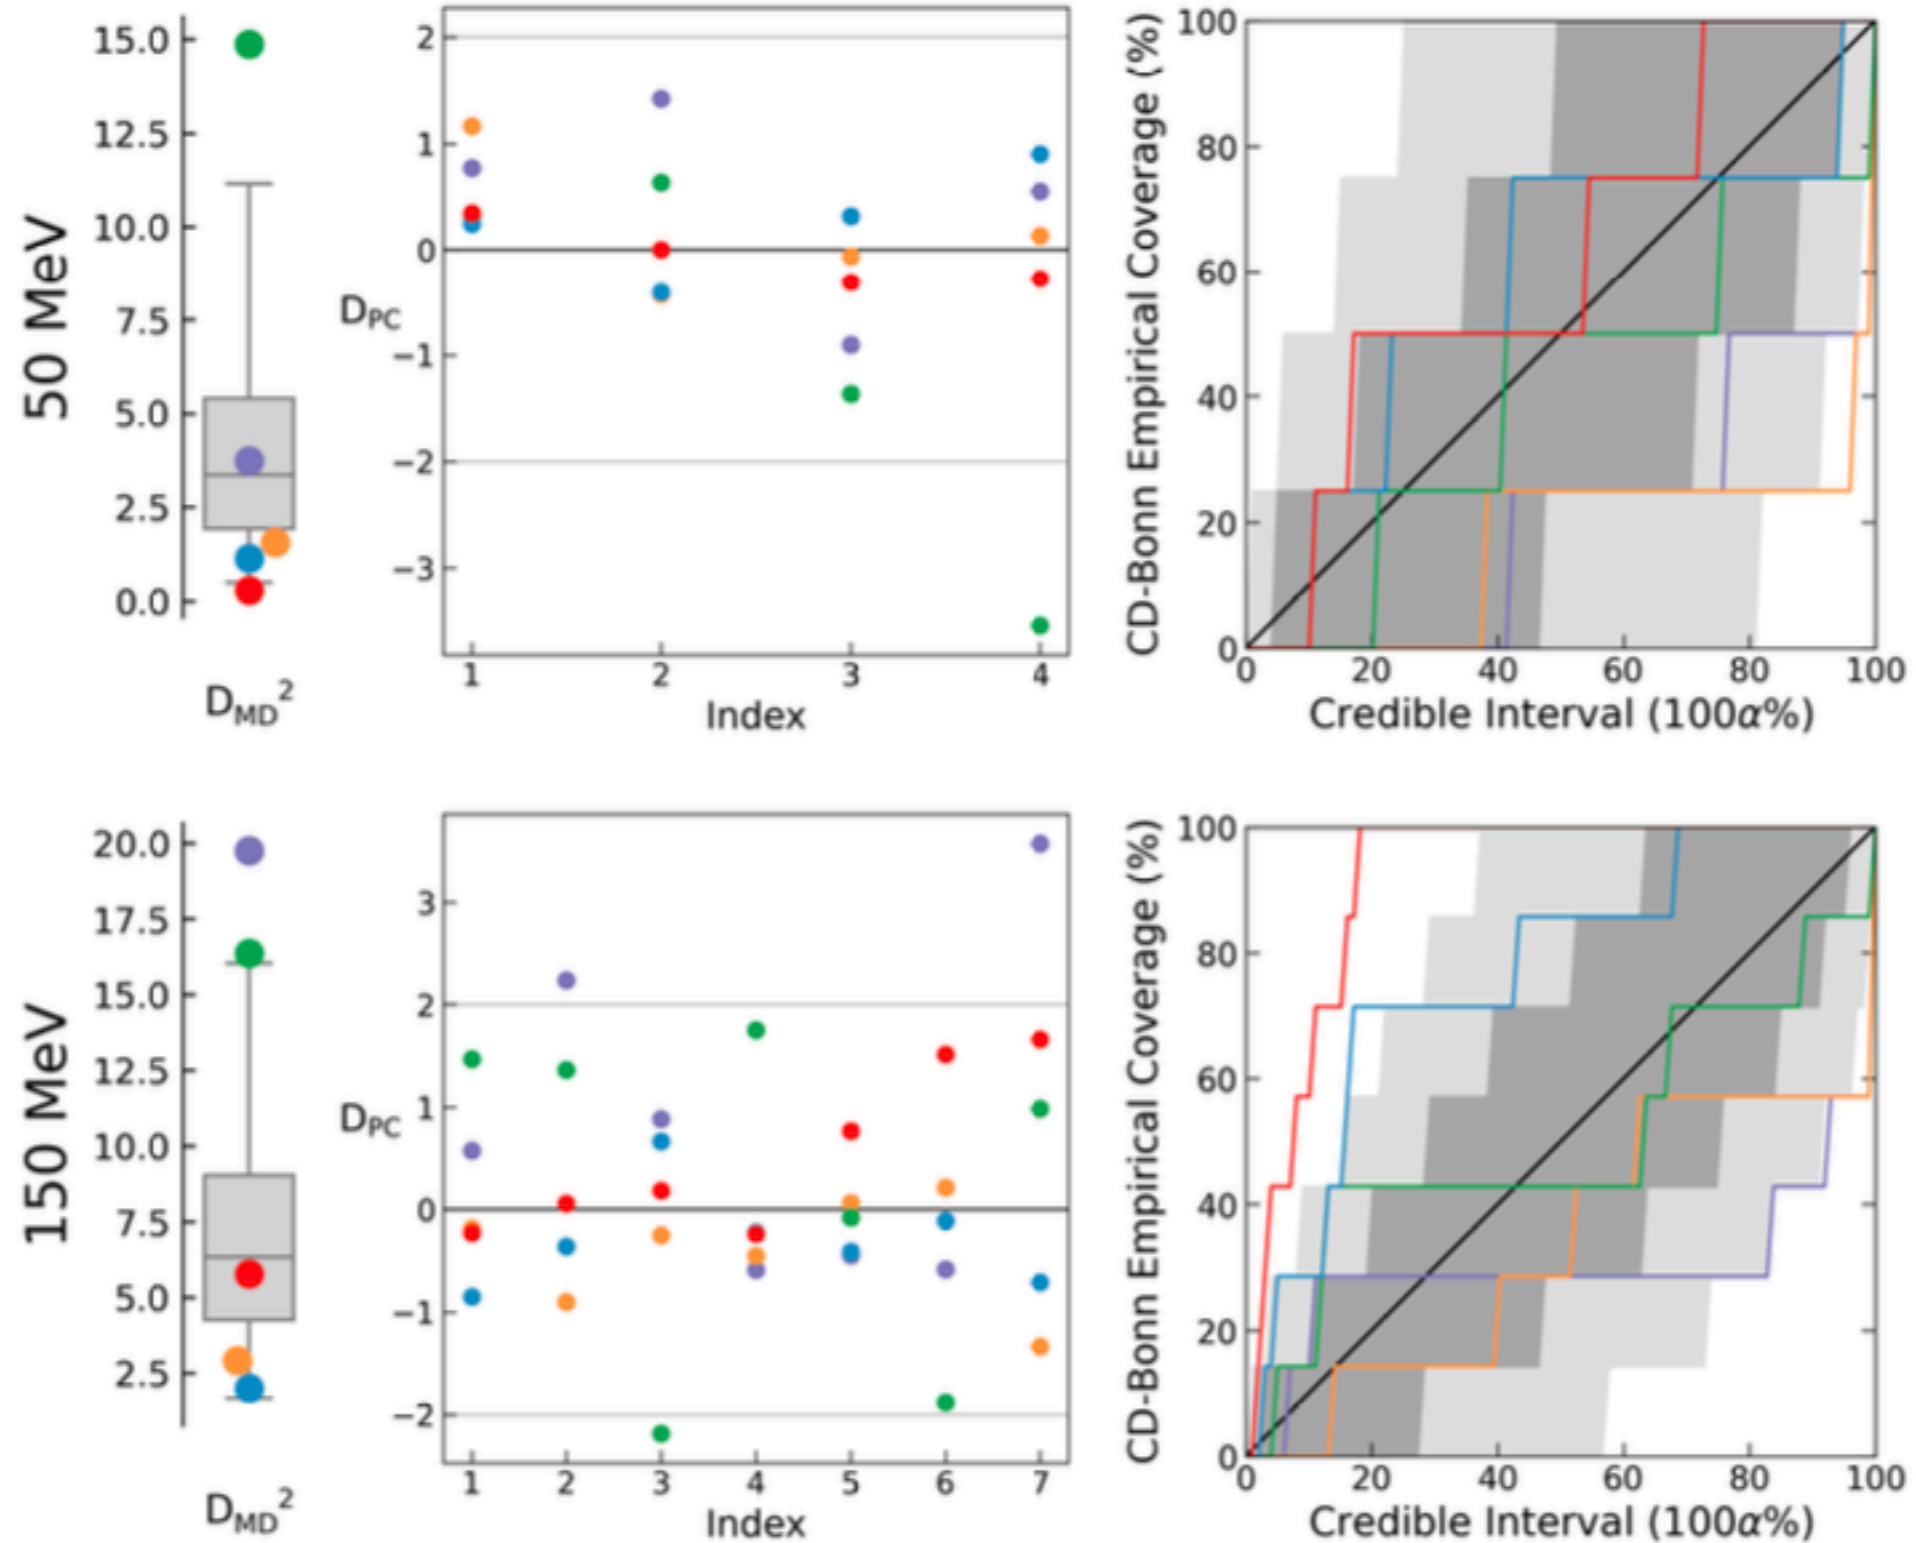 50 MeV
15.0
12.5
10.0
7.5
5.0
2.5
0.0
D_MD²
D_PC
2
1
0
−1
−2
−3
1 2 3 4
Index
CD-Bonn Empirical Coverage (%)
100
80
60
40
20
0
0 20 40 60 80 100
Credible Interval (100α%)
150 MeV
20.0
17.5
15.0
12.5
10.0
7.5
5.0
2.5
D_MD²
D_PC
3
2
1
0
−1
−2
1 2 3 4 5 6 7
Index
CD-Bonn Empirical Coverage (%)
100
80
60
40
20
0
0 20 40 60 80 100
Credible Interval (100α%)